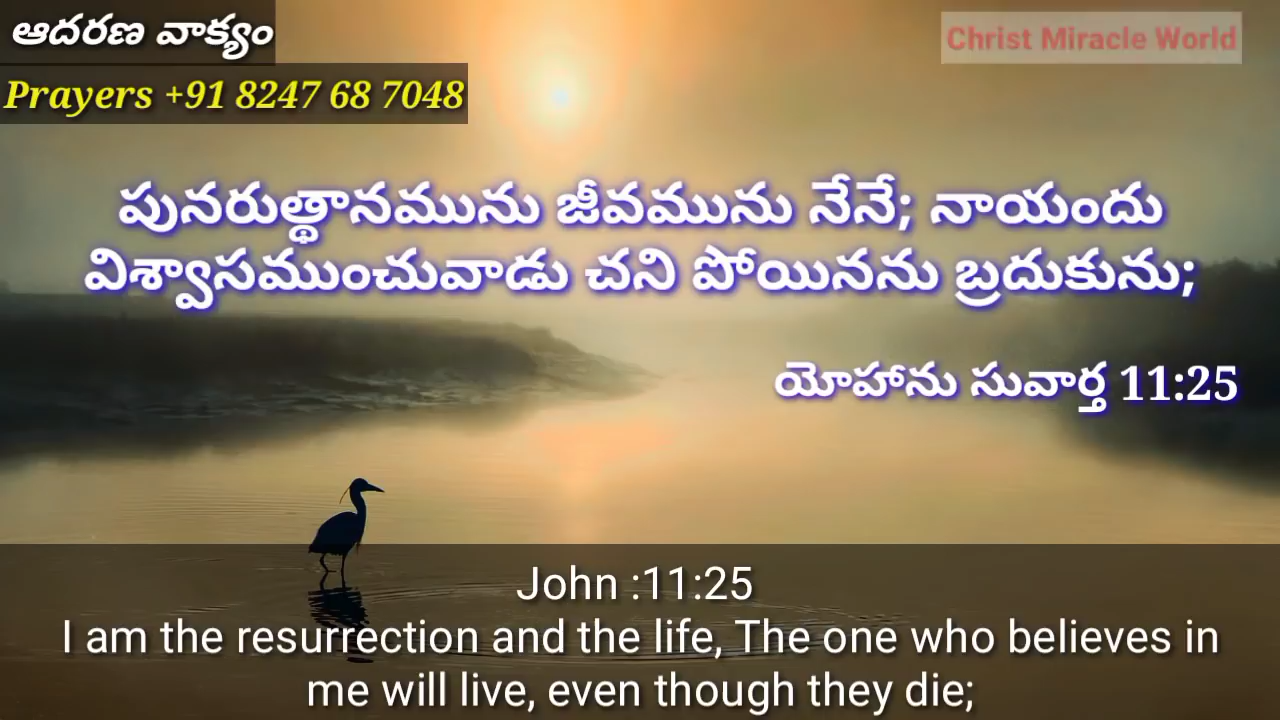 ఆదరణ వాక్యం
Christ Miracle World
Prayers +91 8247 68 7048
పునరుత్థానమును జీవమును నేనే; నాయందు
విశ్వాసముంచువాడు చని పోయినను బ్రదుకును;
యోహాను సువార్త 11:25
John :11:25
I am the resurrection and the life, The one who believes in
me will live, even though they die;